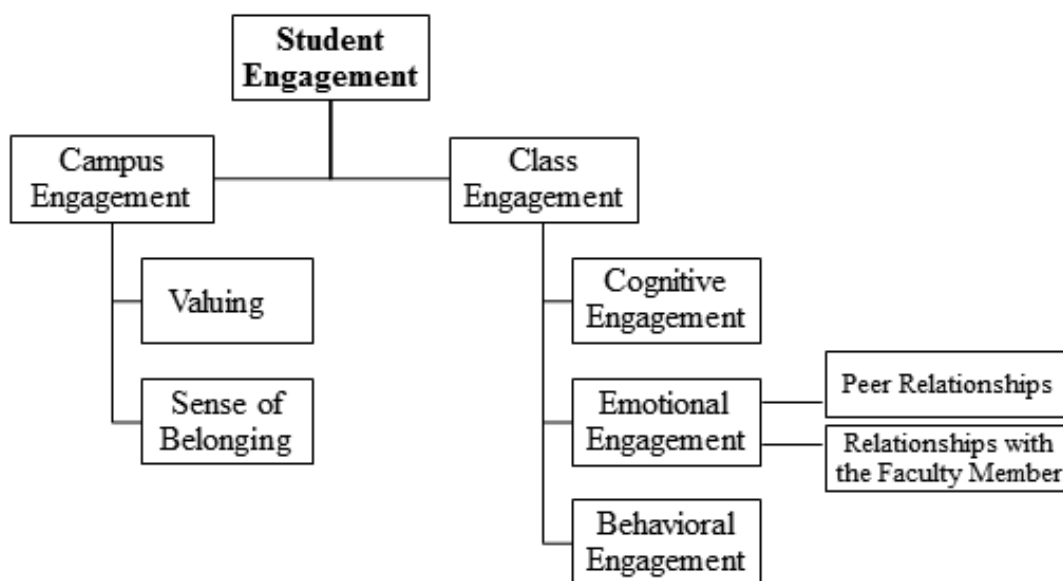 Student
Engagement
Campus
Engagement
Class
Engagement
Valuing
Sense of
Belonging
Cognitive
Engagement
Emotional
Engagement
Peer Relationships
Relationships with
the Faculty Member
Behavioral
Engagement